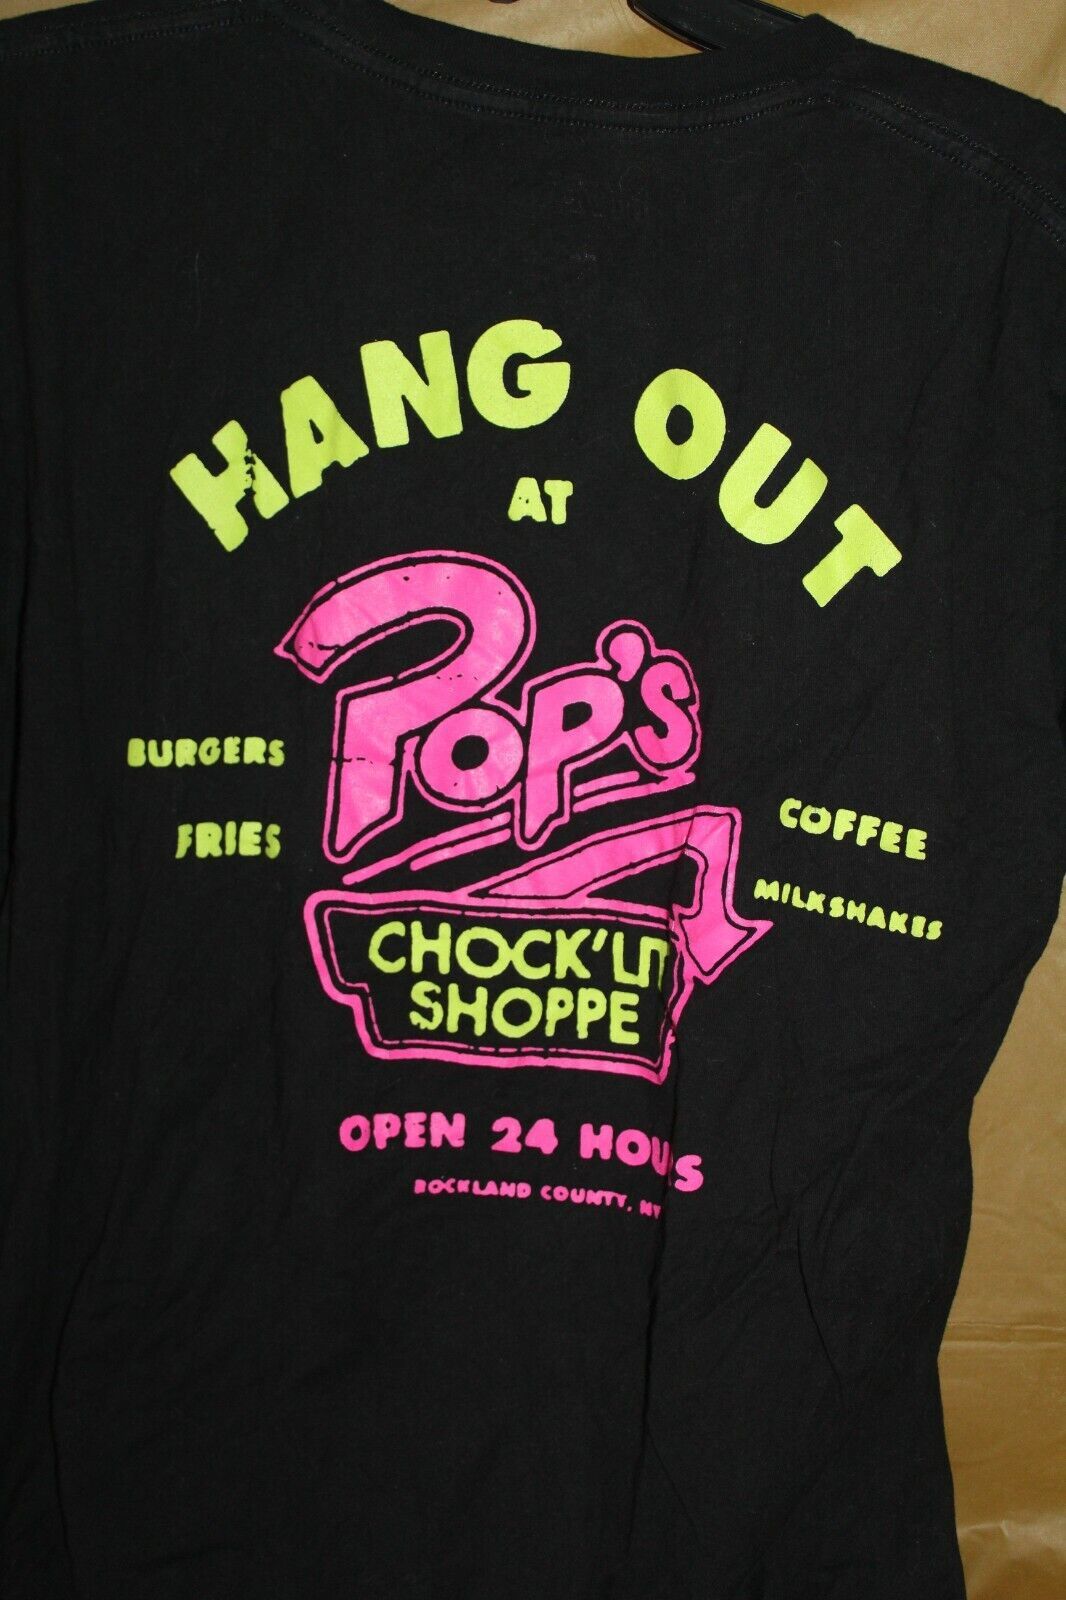 HANG OUT
AT
POP'S
BURGERS
FRIES
COFFEE
MILKSHAKES
CHOCK'LIT
SHOPPE
OPEN 24 HOURS
ROCKLAND COUNTY, NY